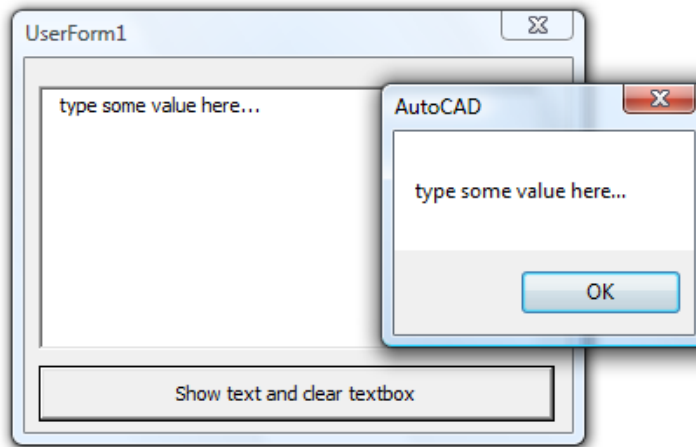 UserForm1
type some value here...
AutoCAD
type some value here...
OK
Show text and clear textbox